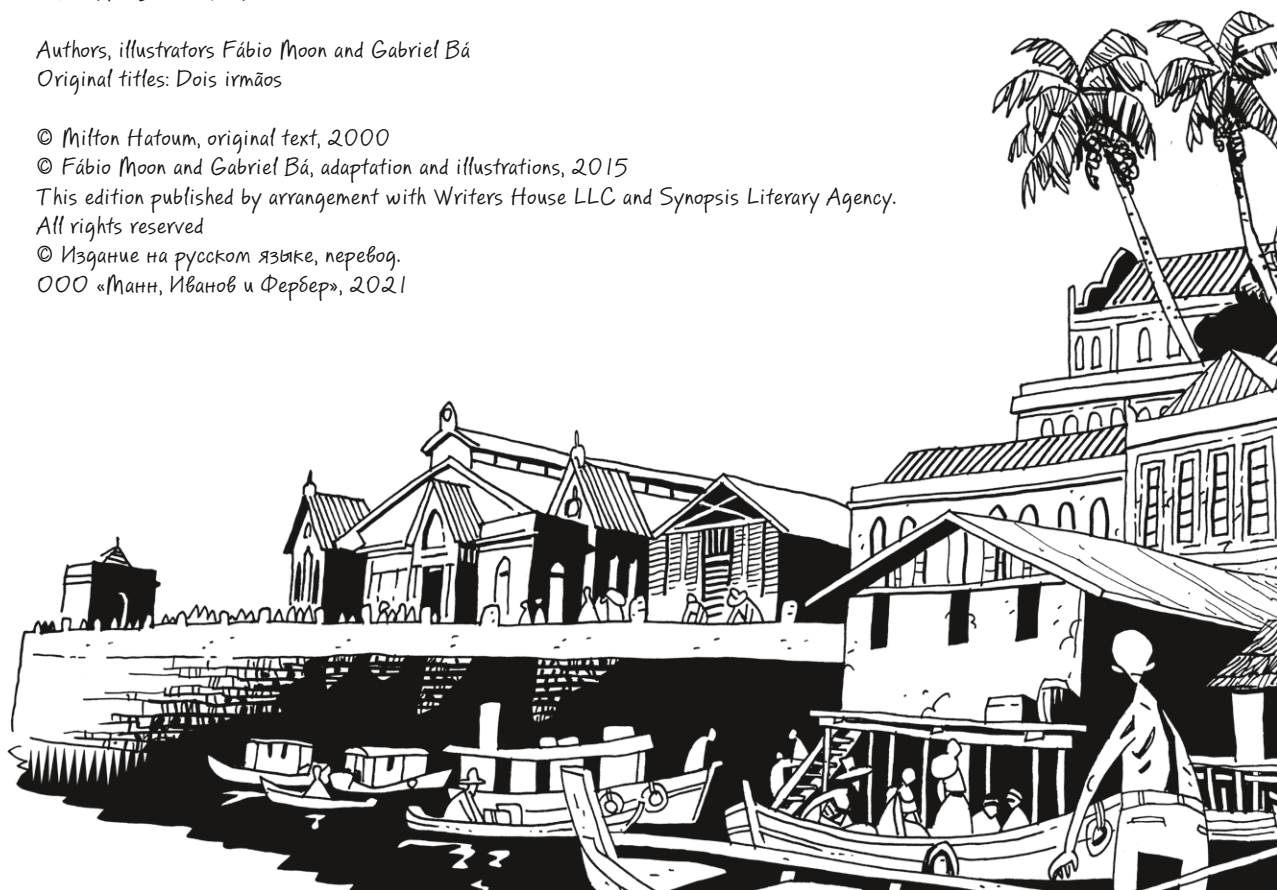 Authors, illustrators Fábio Moon and Gabriel Bá
Original titles: Dois irmãos
© Milton Hatoum, original text, 2000
© Fábio Moon and Gabriel Bá, adaptation and illustrations, 2015
This edition published by arrangement with Writers House LLC and Synopsis Literary Agency.
All rights reserved
© Издание на русском языке, перевод.
ООО «Манн, Иванов и Фербер», 2021